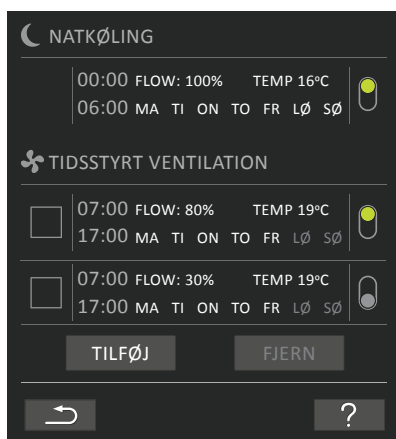 NATKØLING
00:00 FLOW: 100% TEMP 16ºC
06:00 MA TI ON TO FR LØ SØ
TIDSSTYRT VENTILATION
07:00 FLOW: 80% TEMP 19ºC
17:00 MA TI ON TO FR LØ SØ
07:00 FLOW: 30% TEMP 19ºC
17:00 MA TI ON TO FR LØ SØ
TILFØJ FJERN
?